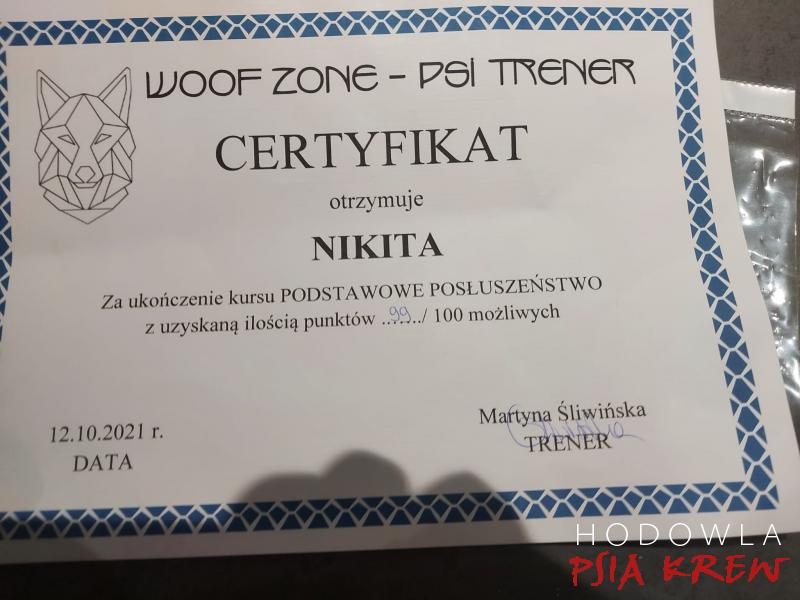 WOOF ZONE - PSI TRENER
CERTYFIKAT
otrzymuje
NIKITA
Za ukończenie kursu PODSTAWOWE POSŁUSZEŃSTWO
z uzyskaną ilością punktów ..99../ 100 możliwych
12.10.2021 r.
DATA
Martyna Śliwińska
TRENER
HODOWLA
PSIA KREW